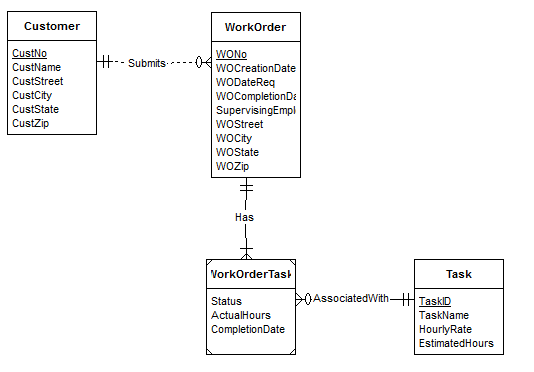 Customer
CustNo
CustName
CustStreet
CustCity
CustState
CustZip
Submits
WorkOrder
WONo
WOCreationDate
WODateReq
WOCompletionDa
SupervisingEmpl
WOStreet
WOCity
WOState
WOZip
Has
WorkOrderTask
Status
ActualHours
CompletionDate
AssociatedWith
Task
TaskID
TaskName
HourlyRate
EstimatedHours